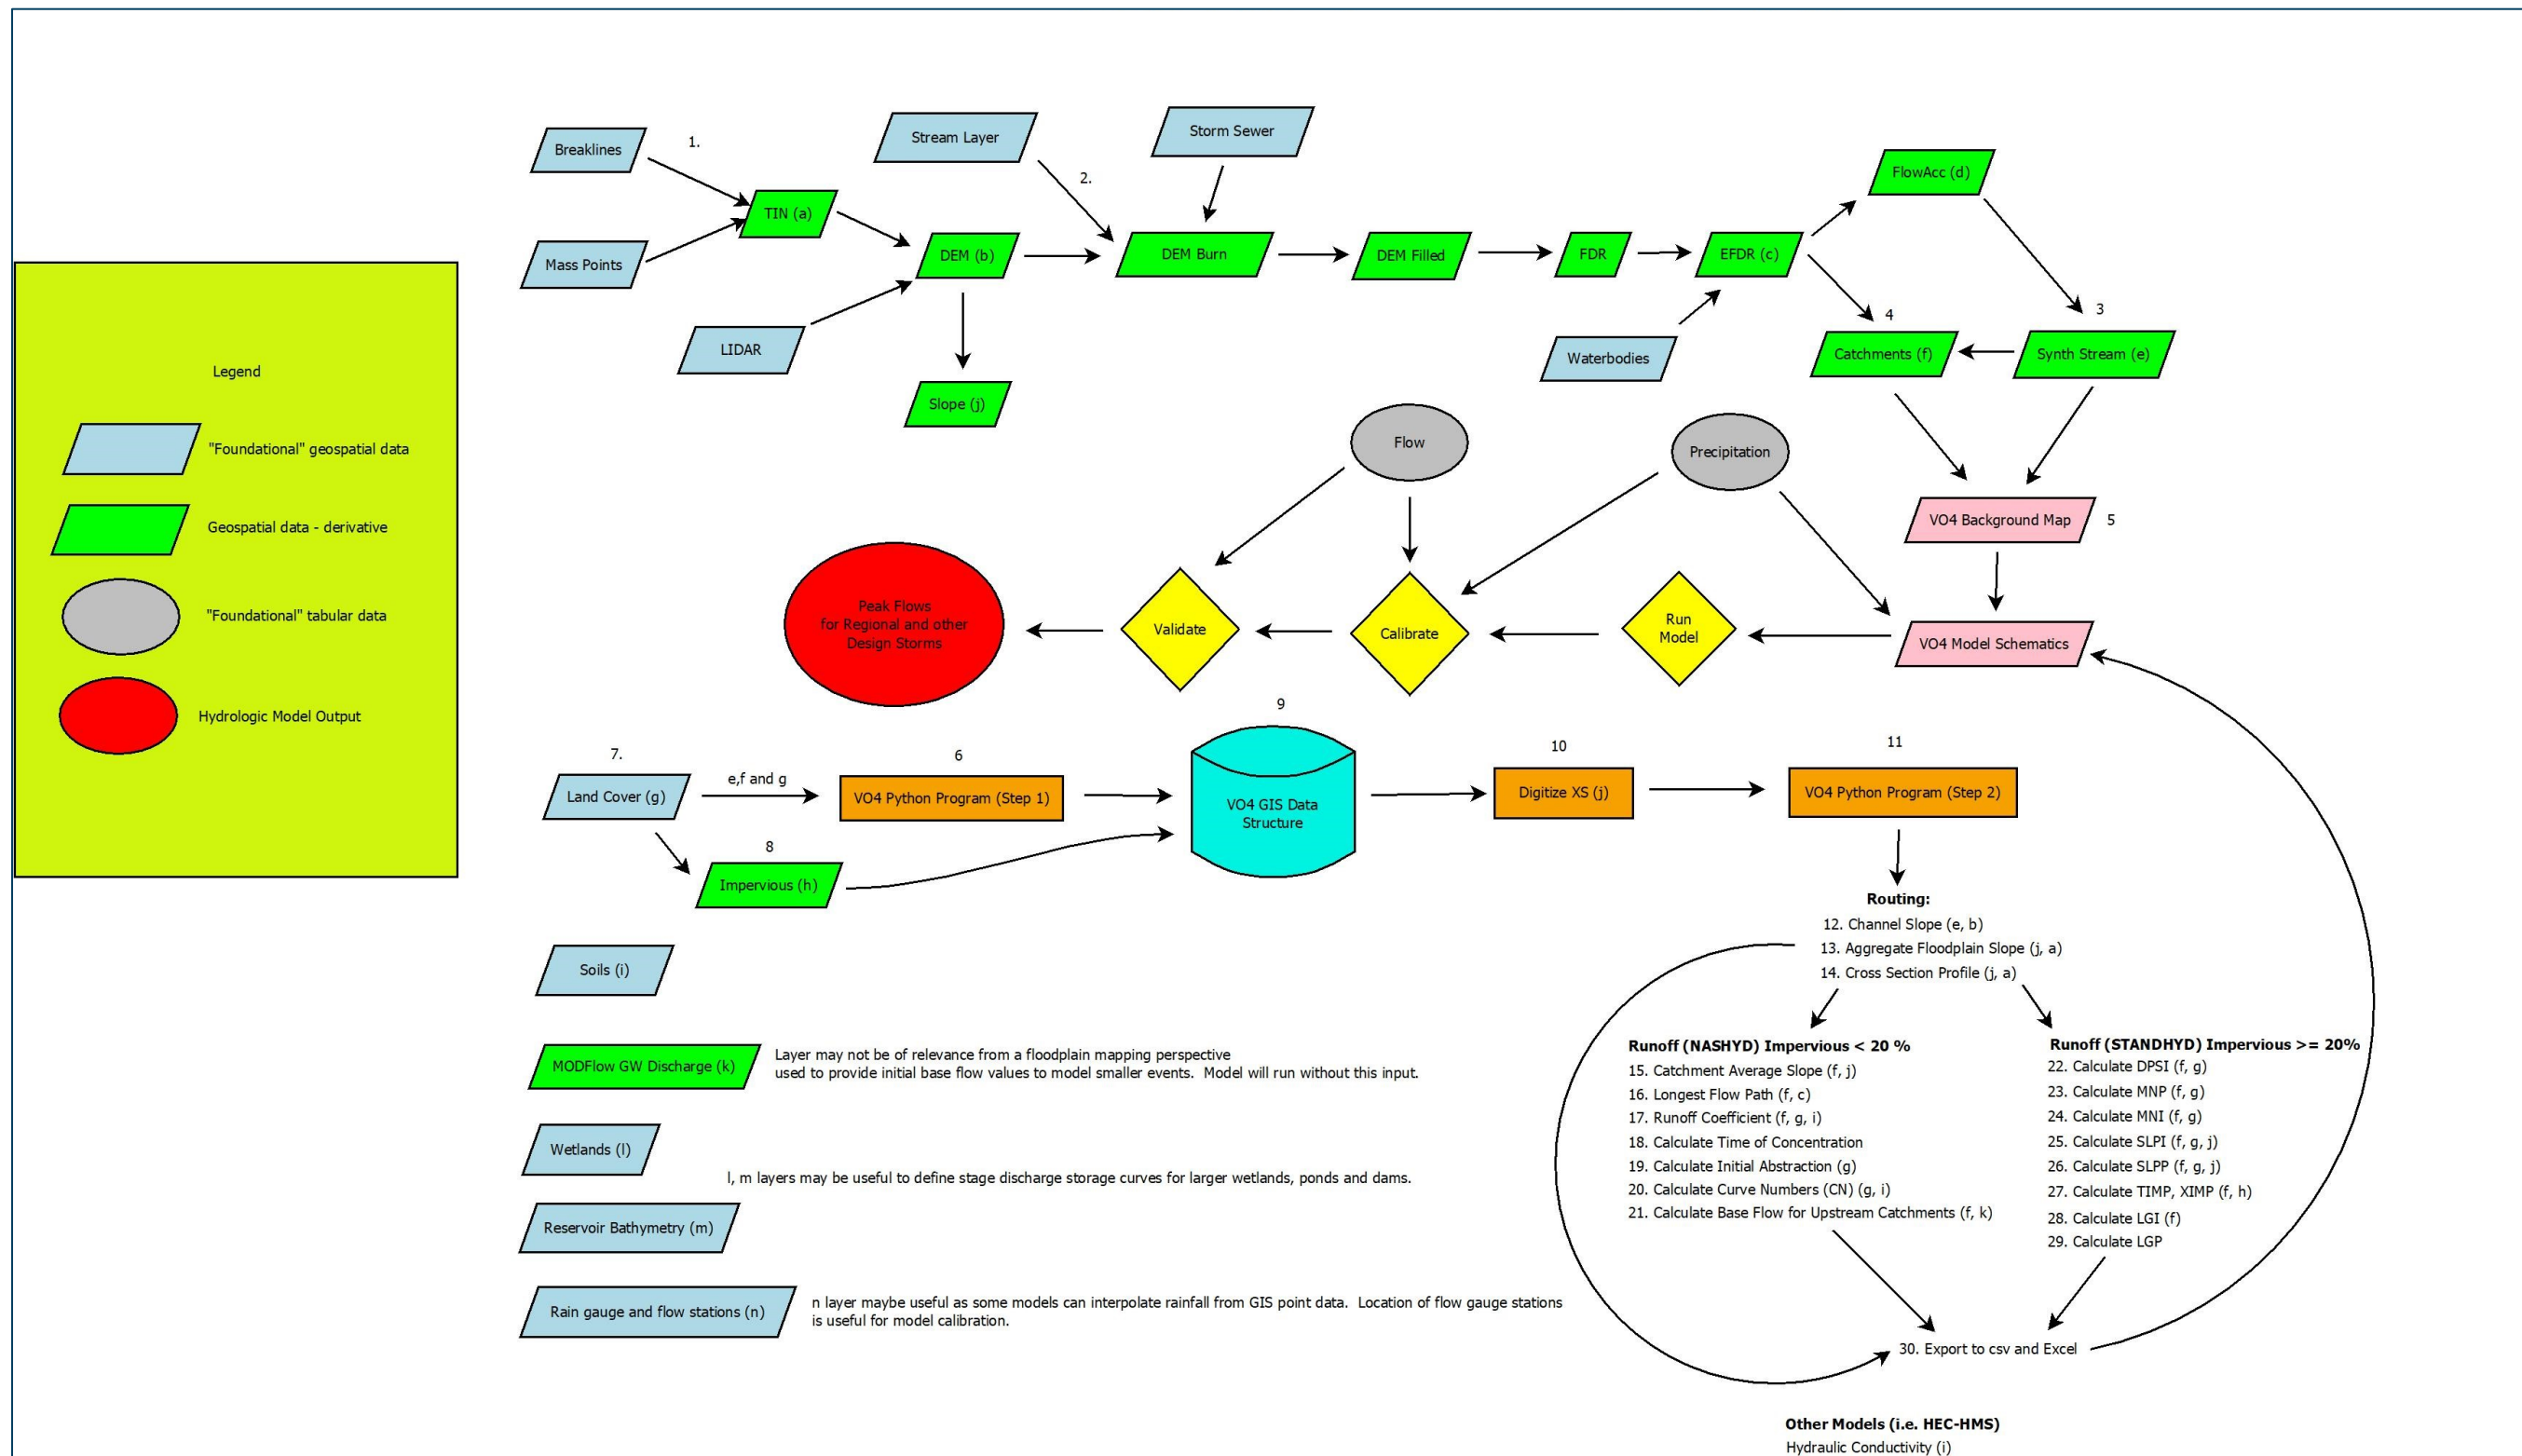 Breaklines
1.
Stream Layer
Storm Sewer
2.
FlowAcc (d)
TIN (a)
Mass Points
DEM (b)
DEM Burn
DEM Filled
FDR
EFDR (c)
LIDAR
Waterbodies
4
3
Catchments (f)
Synth Stream (e)
Slope (j)
Legend
"Foundational" geospatial data
Geospatial data - derivative
"Foundational" tabular data
Hydrologic Model Output
Flow
Precipitation
VO4 Background Map
5
Peak Flows
for Regional and other
Design Storms
Validate
Calibrate
Run
Model
VO4 Model Schematics
7.
Land Cover (g)
e,f and g
6
VO4 Python Program (Step 1)
9
VO4 GIS Data
Structure
10
Digitize XS (j)
11
VO4 Python Program (Step 2)
8
Impervious (h)
Routing:
12. Channel Slope (e, b)
13. Aggregate Floodplain Slope (j, a)
14. Cross Section Profile (j, a)
Soils (i)
MODFlow GW Discharge (k)
Layer may not be of relevance from a floodplain mapping perspective
used to provide initial base flow values to model smaller events. Model will run without this input.
Wetlands (l)
l, m layers may be useful to define stage discharge storage curves for larger wetlands, ponds and dams.
Reservoir Bathymetry (m)
Rain gauge and flow stations (n)
n layer maybe useful as some models can interpolate rainfall from GIS point data. Location of flow gauge stations
is useful for model calibration.
Runoff (NASHYD) Impervious < 20 %
15. Catchment Average Slope (f, j)
16. Longest Flow Path (f, c)
17. Runoff Coefficient (f, g, i)
18. Calculate Time of Concentration
19. Calculate Initial Abstraction (g)
20. Calculate Curve Numbers (CN) (g, i)
21. Calculate Base Flow for Upstream Catchments (f, k)
Runoff (STANDHYD) Impervious >= 20%
22. Calculate DPSI (f, g)
23. Calculate MNP (f, g)
24. Calculate MNI (f, g)
25. Calculate SLPI (f, g, j)
26. Calculate SLPP (f, g, j)
27. Calculate TIMP, XIMP (f, h)
28. Calculate LGI (f)
29. Calculate LGP
30. Export to csv and Excel
Other Models (i.e. HEC-HMS)
Hydraulic Conductivity (i)